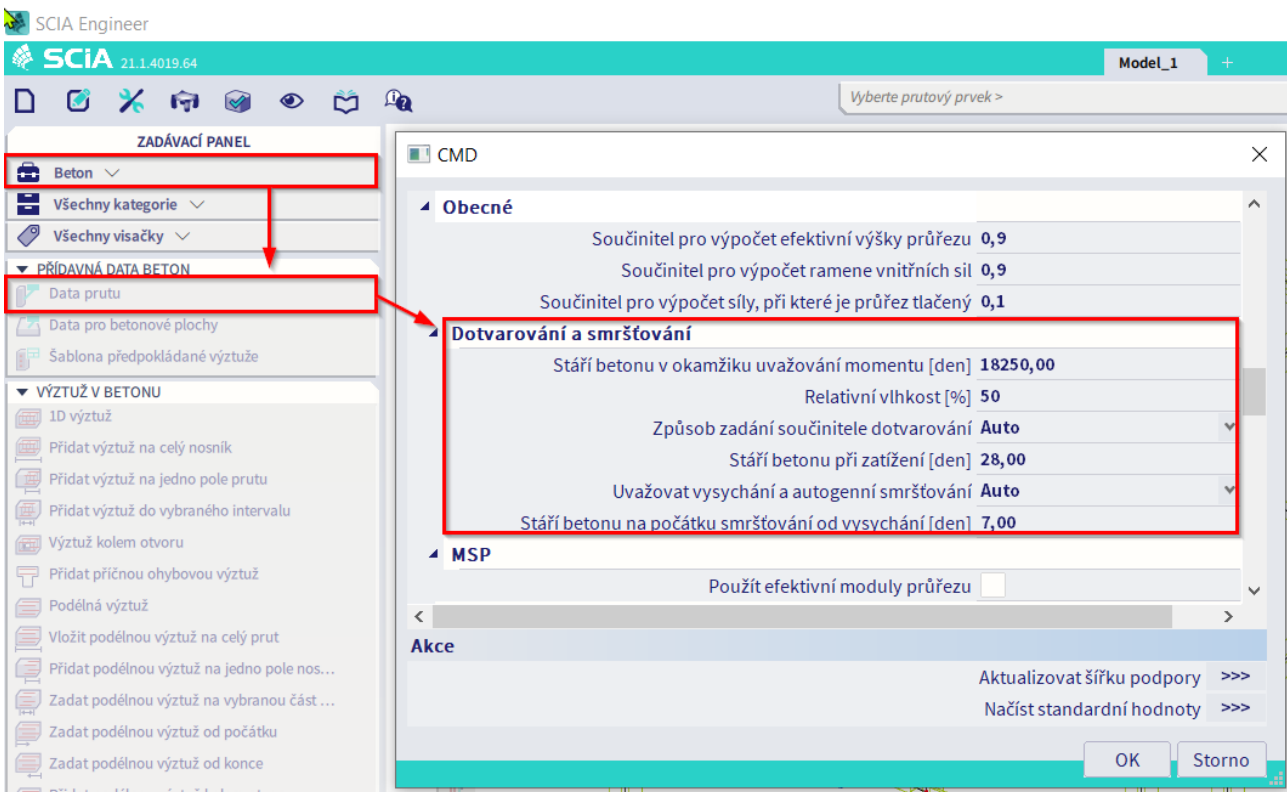 SCIA Engineer
SCIA 21.1.4019.64
Model_1 +
Vyberte prutový prvek >
ZADÁVACÍ PANEL
Beton
Všechny kategorie
Všechny visačky
PŘÍDAVNÁ DATA BETON
Data prutu
Data pro betonové plochy
Šablona předpokládané výztuže
VÝZTUŽ V BETONU
1D výztuž
Přidat výztuž na celý nosník
Přidat výztuž na jedno pole prutu
Přidat výztuž do vybraného intervalu
Výztuž kolem otvoru
Přidat příčnou ohybovou výztuž
Podélná výztuž
Vložit podélnou výztuž na celý prut
Přidat podélnou výztuž na jedno pole nos...
Zadat podélnou výztuž na vybranou část ...
Zadat podélnou výztuž od počátku
Zadat podélnou výztuž od konce
CMD
Obecné
Součinitel pro výpočet efektivní výšky průřezu 0,9
Součinitel pro výpočet ramene vnitřních sil 0,9
Součinitel pro výpočet síly, při které je průřez tlačený 0,1
Dotvarování a smršťování
Stáří betonu v okamžiku uvažování momentu [den] 18250,00
Relativní vlhkost [%] 50
Způsob zadání součinitele dotvarování Auto
Stáří betonu při zatížení [den] 28,00
Uvažovat vysychání a autogenní smršťování Auto
Stáří betonu na počátku smršťování od vysychání [den] 7,00
MSP
Použít efektivní moduly průřezu
Akce
Aktualizovat šířku podpory >>>
Načíst standardní hodnoty >>>
OK Storno